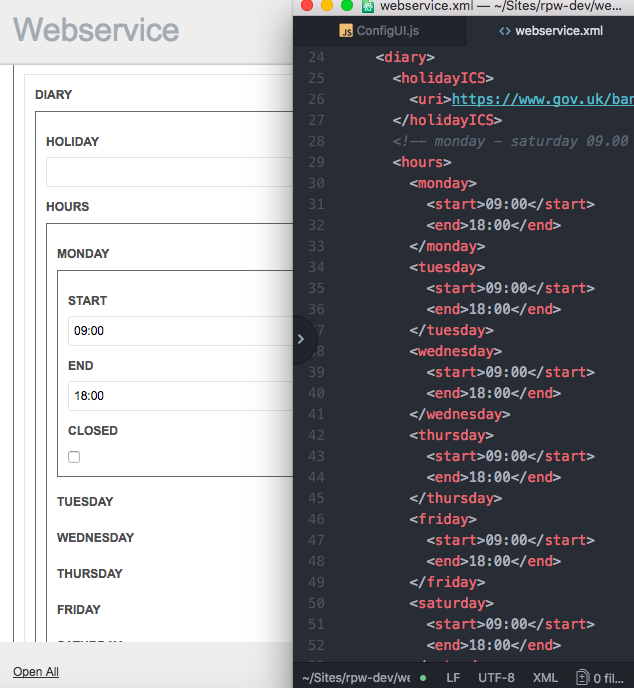 Webservice
DIARY
HOLIDAY
HOURS
MONDAY
START
09:00
END
18:00
CLOSED
TUESDAY
WEDNESDAY
THURSDAY
FRIDAY
SATURDAY
Open All
webservice.xml — ~/Sites/rpw-dev/we...
ConfigUI.js
webservice.xml
24 <diary>
25 <holidayICS>
26 <uri>https://www.gov.uk/ban
27 </holidayICS>
28 <!-- monday - saturday 09.00
29 <hours>
30 <monday>
31 <start>09:00</start>
32 <end>18:00</end>
33 </monday>
34 <tuesday>
35 <start>09:00</start>
36 <end>18:00</end>
37 </tuesday>
38 <wednesday>
39 <start>09:00</start>
40 <end>18:00</end>
41 </wednesday>
42 <thursday>
43 <start>09:00</start>
44 <end>18:00</end>
45 </thursday>
46 <friday>
47 <start>09:00</start>
48 <end>18:00</end>
49 </friday>
50 <saturday>
51 <start>09:00</start>
52 <end>18:00</end>
~/Sites/rpw-dev/we LF UTF-8 XML 0 fil...